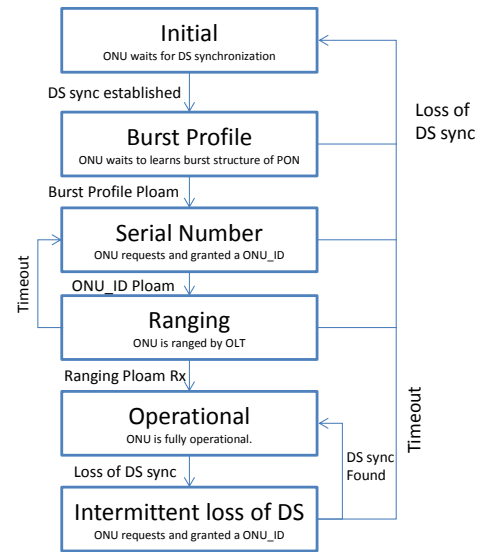 Initial
ONU waits for DS synchronization
DS sync established
Loss of
DS sync
Burst Profile
ONU waits to learns burst structure of PON
Burst Profile Ploam
Serial Number
ONU requests and granted a ONU_ID
Timeout
ONU_ID Ploam
Ranging
ONU is ranged by OLT
Ranging Ploam Rx
Timeout
Operational
ONU is fully operational.
Loss of DS sync
DS sync
Found
Intermittent loss of DS
ONU requests and granted a ONU_ID